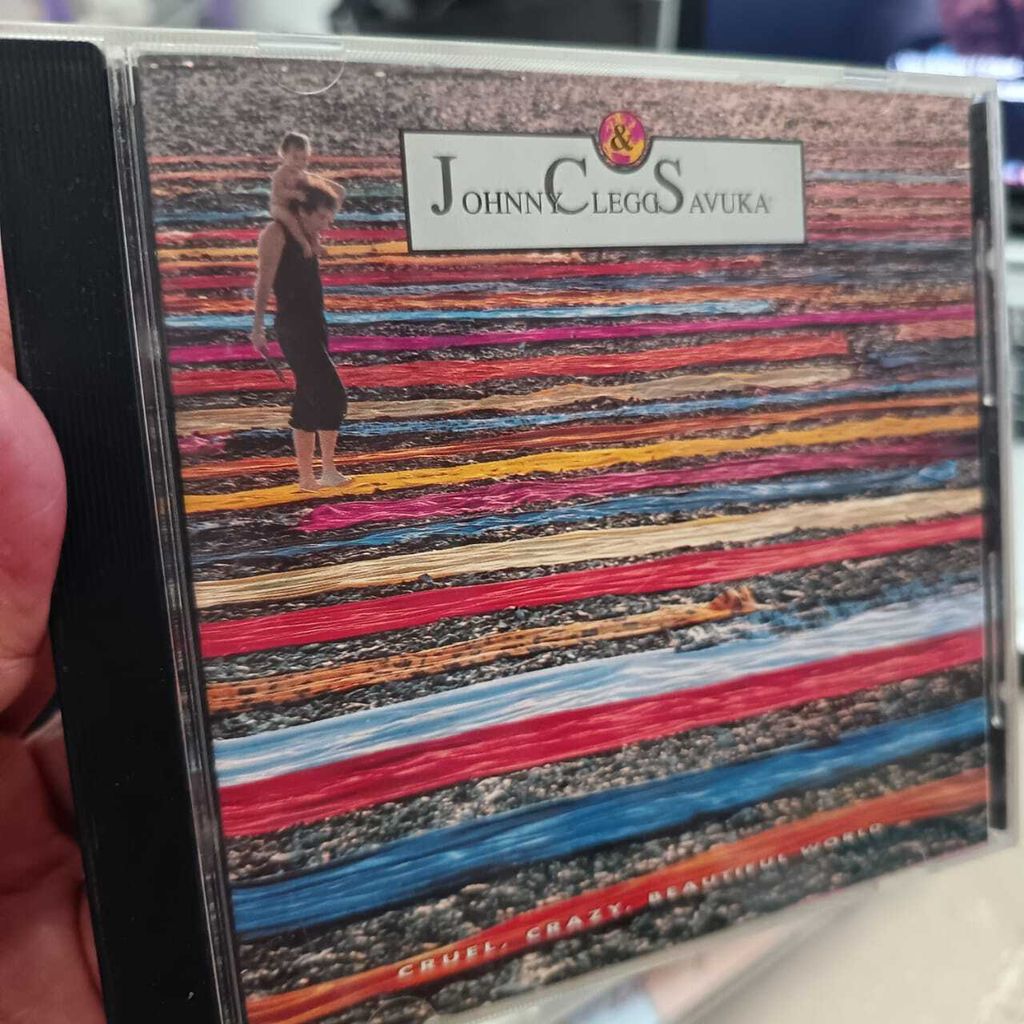 &
JOHNNY CLEGG SAVUKA
CRUEL, CRAZY, BEAUTIFUL WORLD